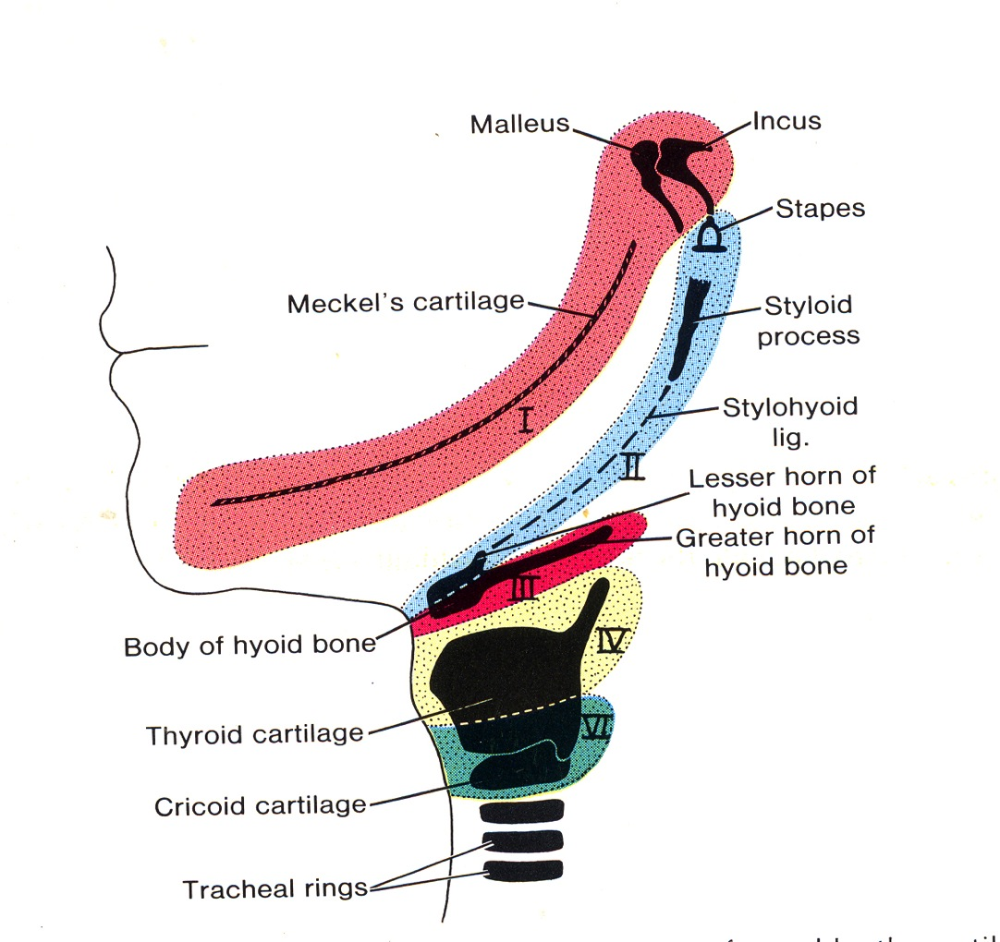 Malleus
Incus
Stapes
Meckel's cartilage
Styloid
process
Stylohyoid
lig.
I
II
Lesser horn of
hyoid bone
Greater horn of
hyoid bone
III
IV
Body of hyoid bone
VI
Thyroid cartilage
Cricoid cartilage
Tracheal rings